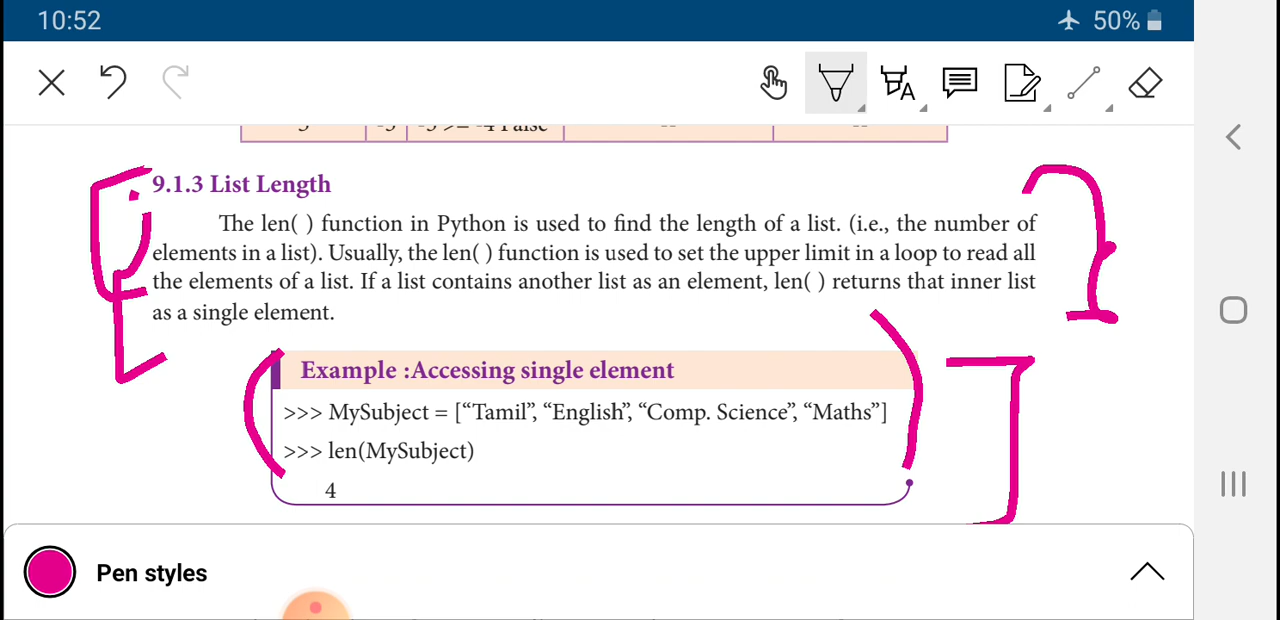 10:52
50%
9.1.3 List Length
The len( ) function in Python is used to find the length of a list. (i.e., the number of
elements in a list). Usually, the len( ) function is used to set the upper limit in a loop to read all
the elements of a list. If a list contains another list as an element, len( ) returns that inner list
as a single element.
Example :Accessing single element
>>> MySubject = [“Tamil”, “English”, “Comp. Science”, “Maths”]
>>> len(MySubject)
4
Pen styles